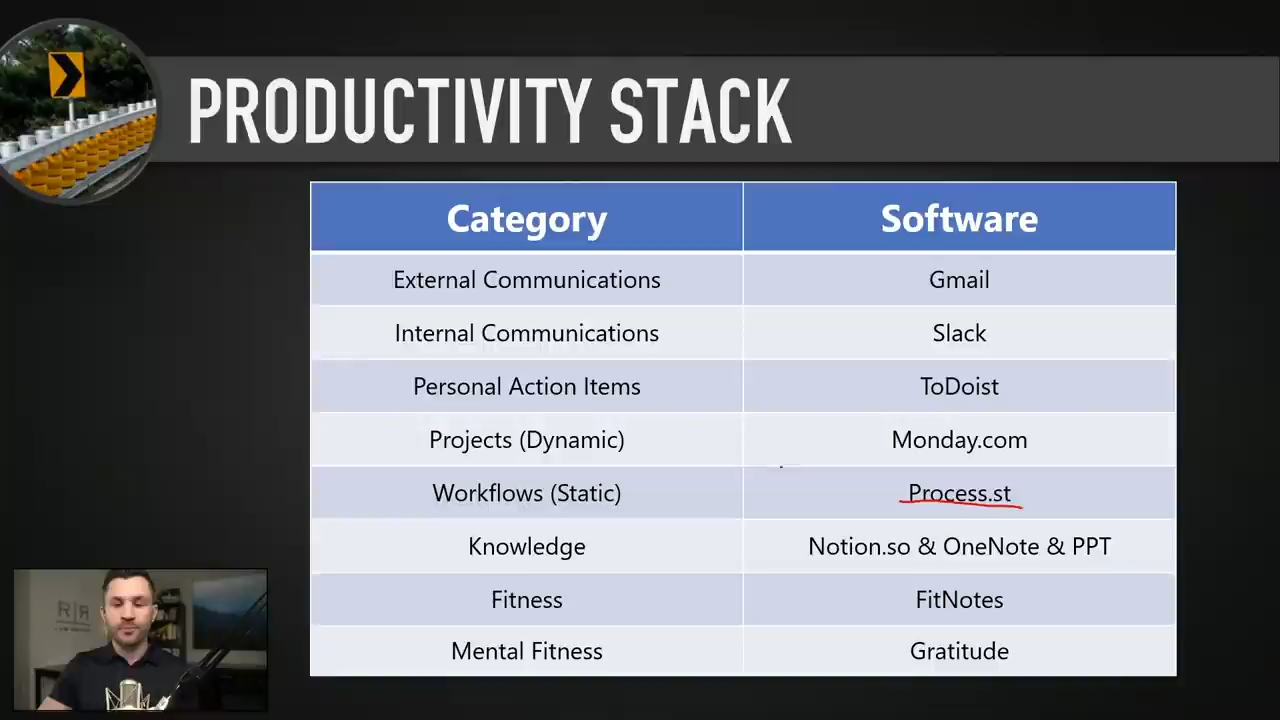 PRODUCTIVITY STACK
Category Software
External Communications Gmail
Internal Communications Slack
Personal Action Items ToDoist
Projects (Dynamic) Monday.com
Workflows (Static) Process.st
Knowledge Notion.so & OneNote & PPT
Fitness FitNotes
Mental Fitness Gratitude